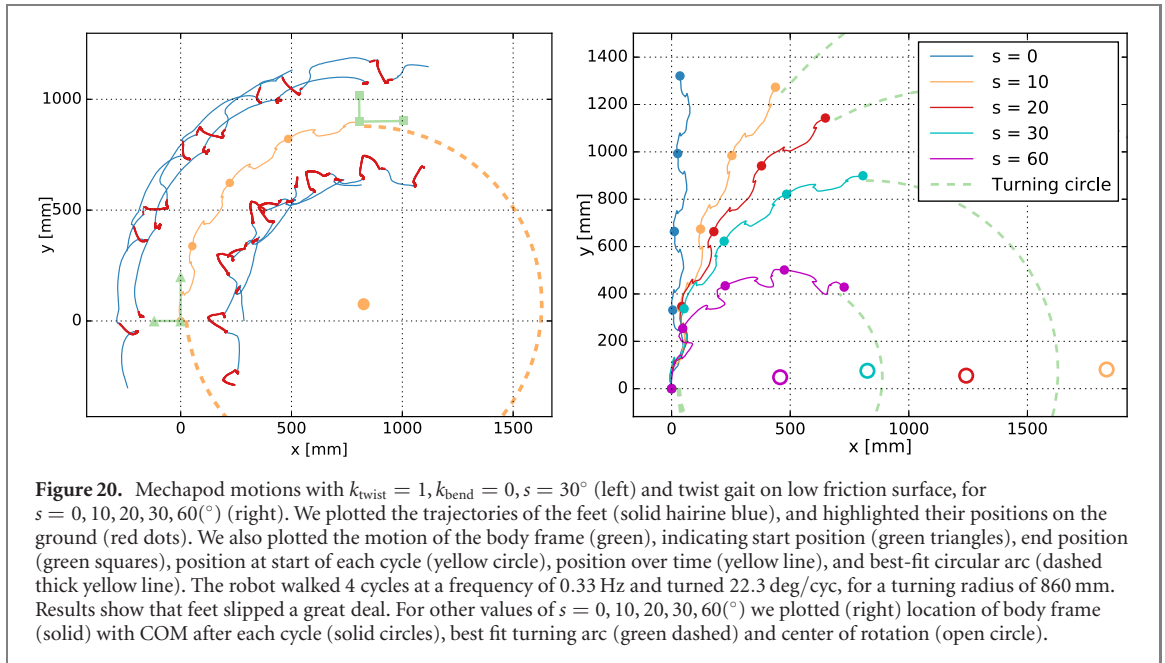 1000
500
0
y [mm]
0
500
1000
1500
x [mm]
1400
1200
1000
800
600
400
200
0
y [mm]
0
500
1000
1500
x [mm]
s = 0
s = 10
s = 20
s = 30
s = 60
Turning circle
Figure 20. Mechapod motions with k_twist = 1, k_bend = 0, s = 30° (left) and twist gait on low friction surface, for
s = 0, 10, 20, 30, 60(°) (right). We plotted the trajectories of the feet (solid hairine blue), and highlighted their positions on the
ground (red dots). We also plotted the motion of the body frame (green), indicating start position (green triangles), end position
(green squares), position at start of each cycle (yellow circle), position over time (yellow line), and best-fit circular arc (dashed
thick yellow line). The robot walked 4 cycles at a frequency of 0.33 Hz and turned 22.3 deg/cyc, for a turning radius of 860 mm.
Results show that feet slipped a great deal. For other values of s = 0, 10, 20, 30, 60(°) we plotted (right) location of body frame
(solid) with COM after each cycle (solid circles), best fit turning arc (green dashed) and center of rotation (open circle).